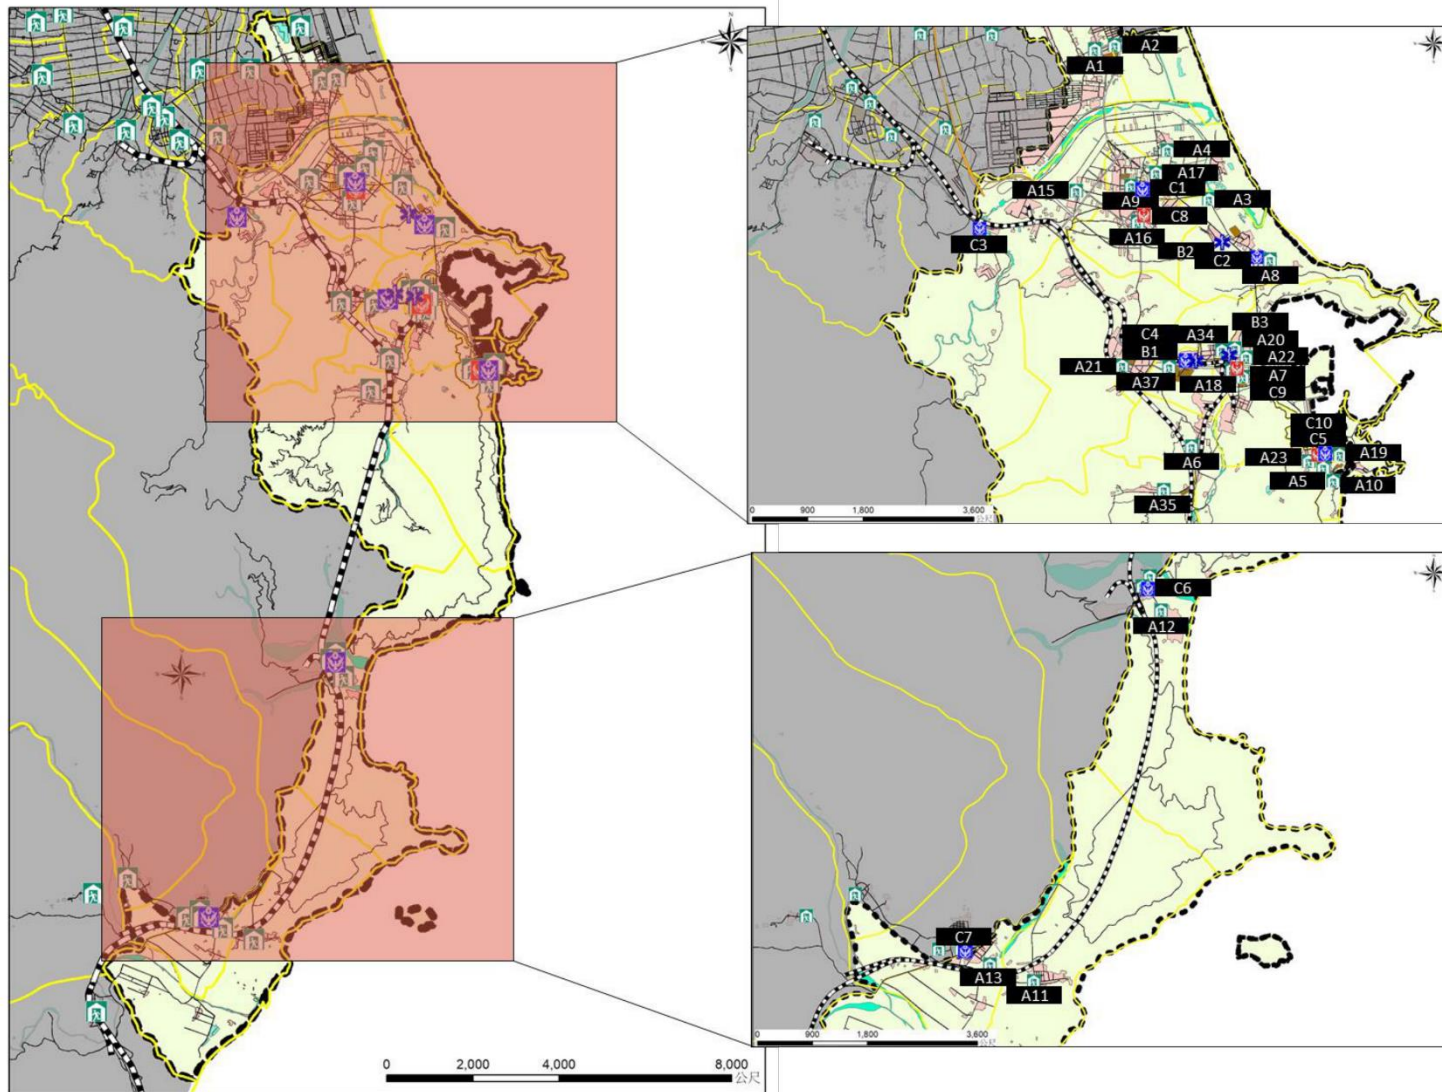 A2
A1
A4
A17
A15
C1
A9
A3
C8
A16
B2
C3
C2
A8
B3
C4
A34
A20
B1
A22
A21
A7
A37
A18
C9
C10
C5
A6
A23
A19
A5
A10
A35
0 900 1,800 3,600
公尺
C6
A12
C7
A13
A11
0 900 1,800 3,600
公尺
0 2,000 4,000 8,000
公尺